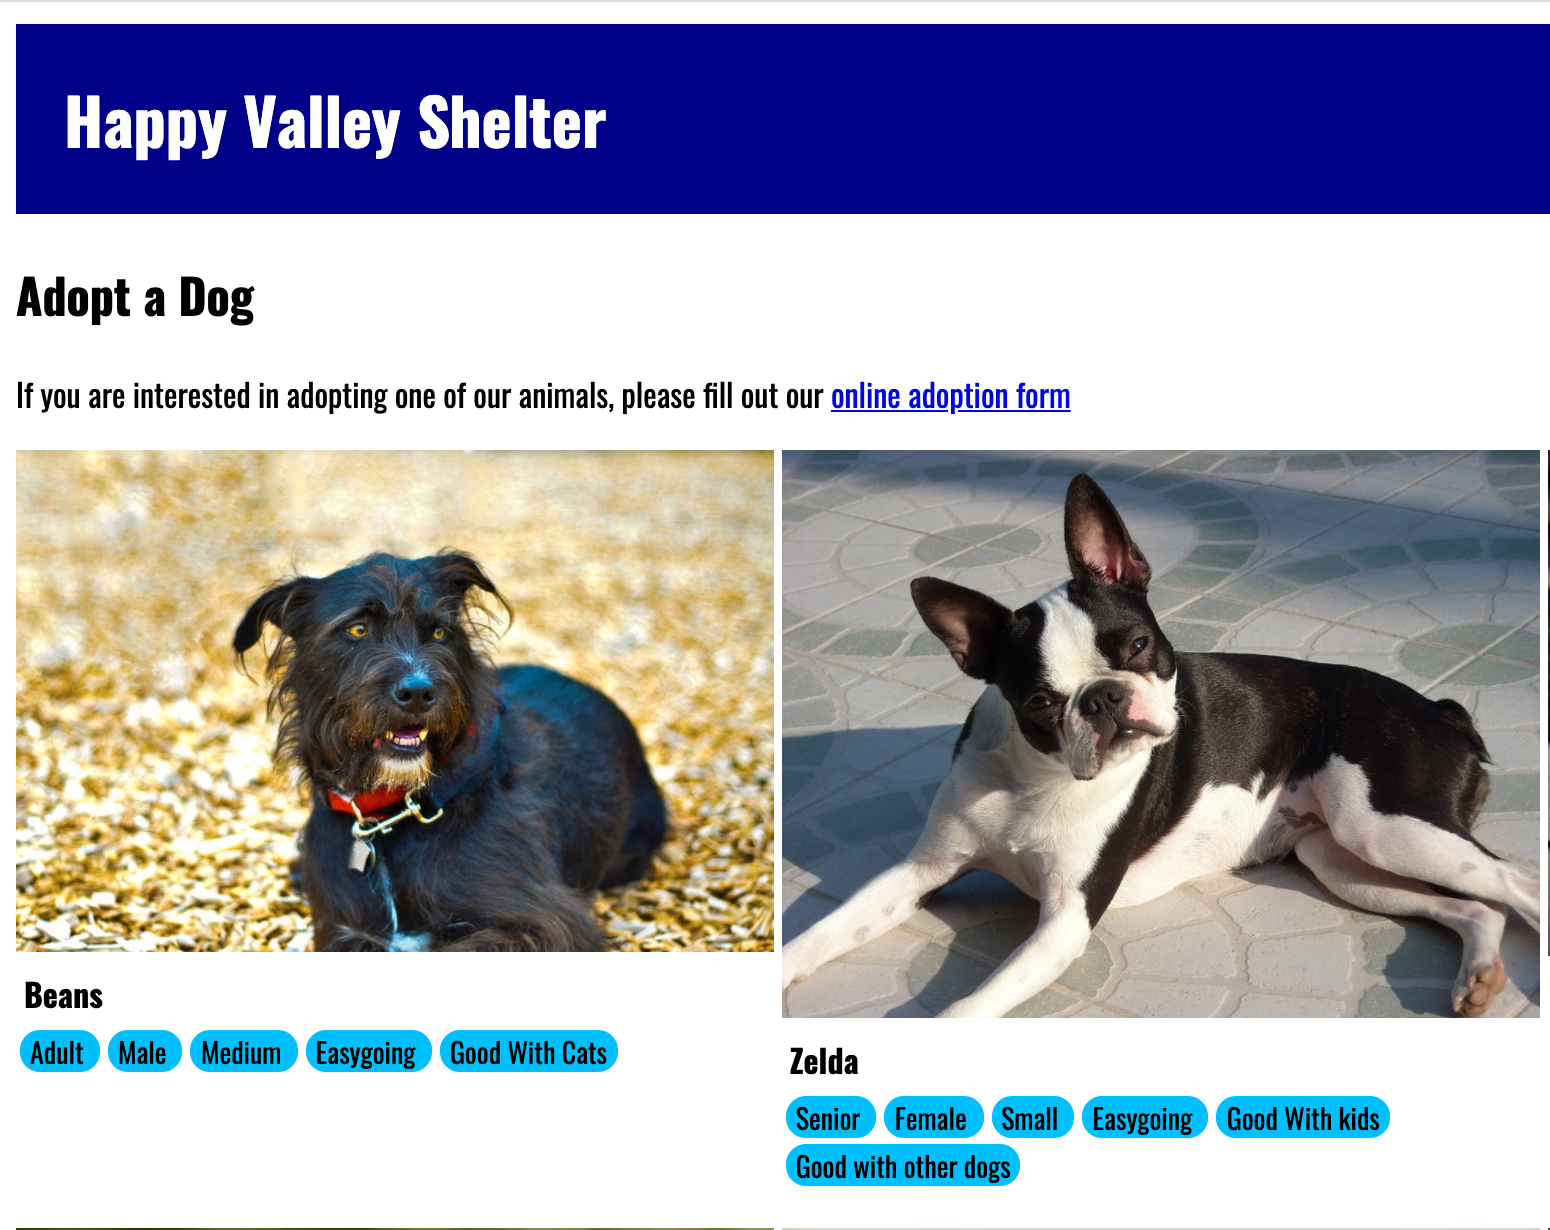 Happy Valley Shelter
Adopt a Dog
If you are interested in adopting one of our animals, please fill out our online adoption form
Beans
Adult Male Medium Easygoing Good With Cats
Zelda
Senior Female Small Easygoing Good With kids
Good with other dogs